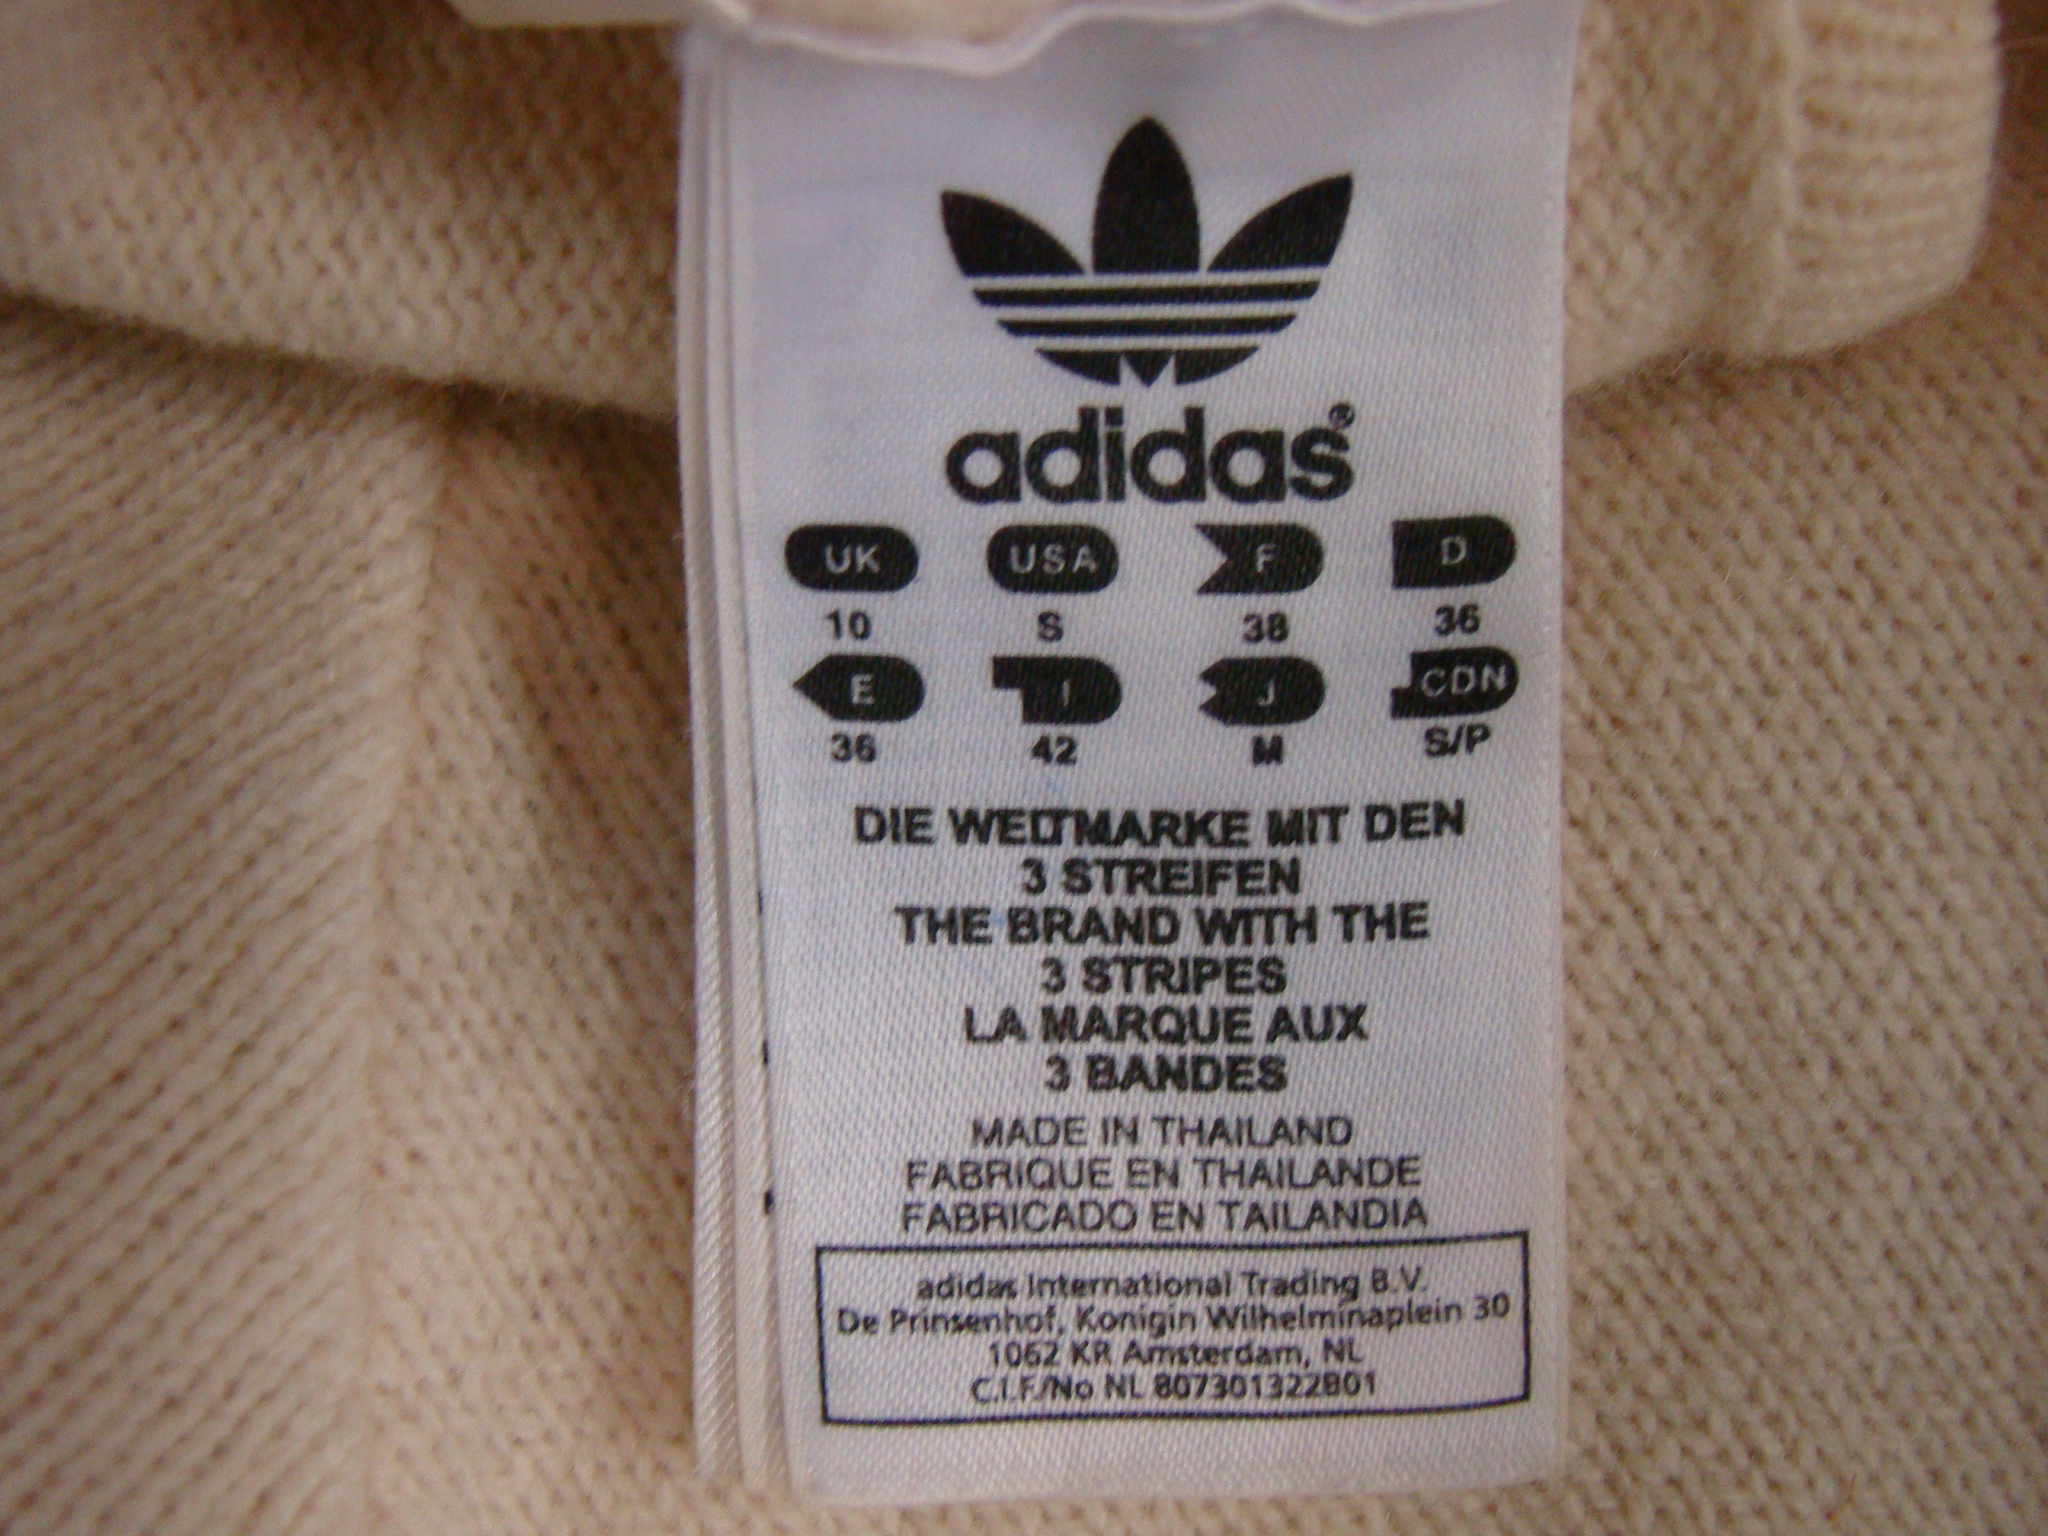 adidas®
UK USA F D
10 S 38 36
E I J CDN
36 42 M S/P
DIE WELTMARKE MIT DEN
3 STREIFEN
THE BRAND WITH THE
3 STRIPES
LA MARQUE AUX
3 BANDES
MADE IN THAILAND
FABRIQUE EN THAILANDE
FABRICADO EN TAILANDIA
adidas International Trading B.V.
De Prinsenhof, Konigin Wilhelminaplein 30
1062 KR Amsterdam, NL
C.I.F./No NL 807301322B01